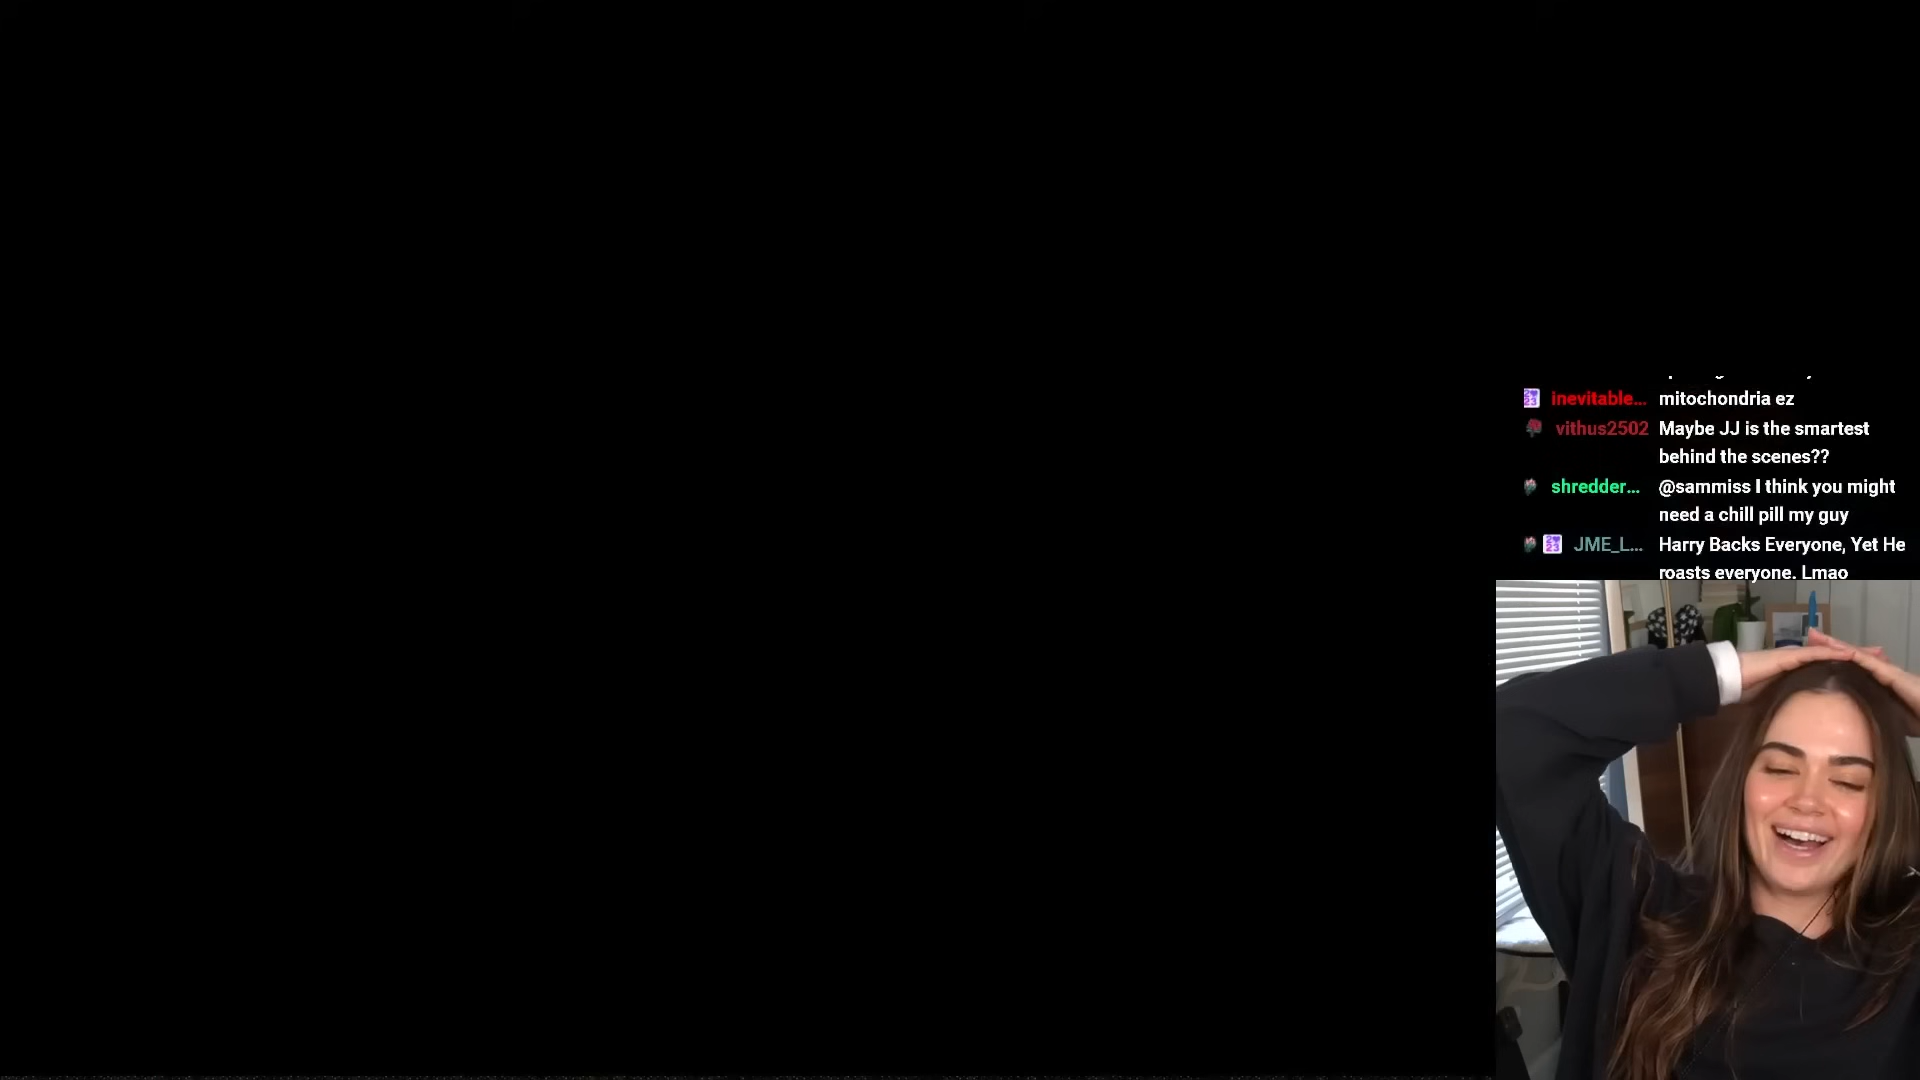 inevitable... mitochondria ez
vithus2502 Maybe JJ is the smartest
behind the scenes??
shredder... @sammiss I think you might
need a chill pill my guy
JME_L... Harry Backs Everyone, Yet He
roasts everyone. Lmao